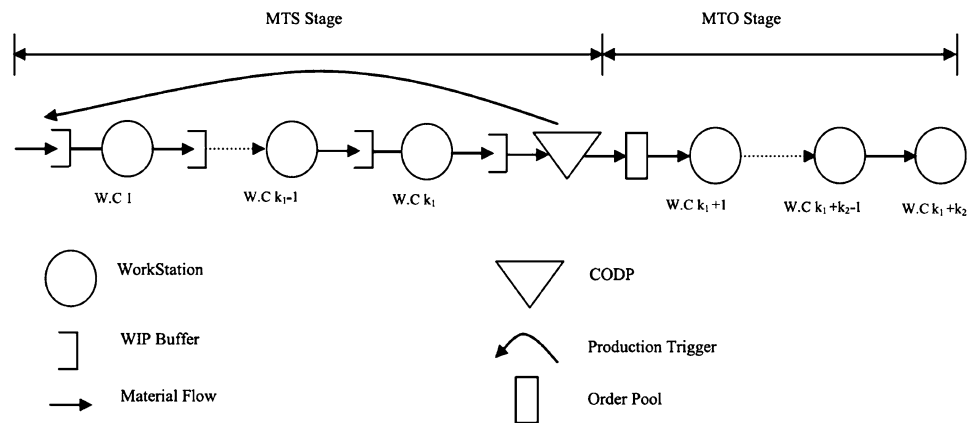 MTS Stage
MTO Stage
W.C 1
W.C k₁-1
W.C k₁
W.C k₁+1
W.C k₁+k₂-1
W.C k₁+k₂
WorkStation
CODP
WIP Buffer
Production Trigger
Material Flow
Order Pool